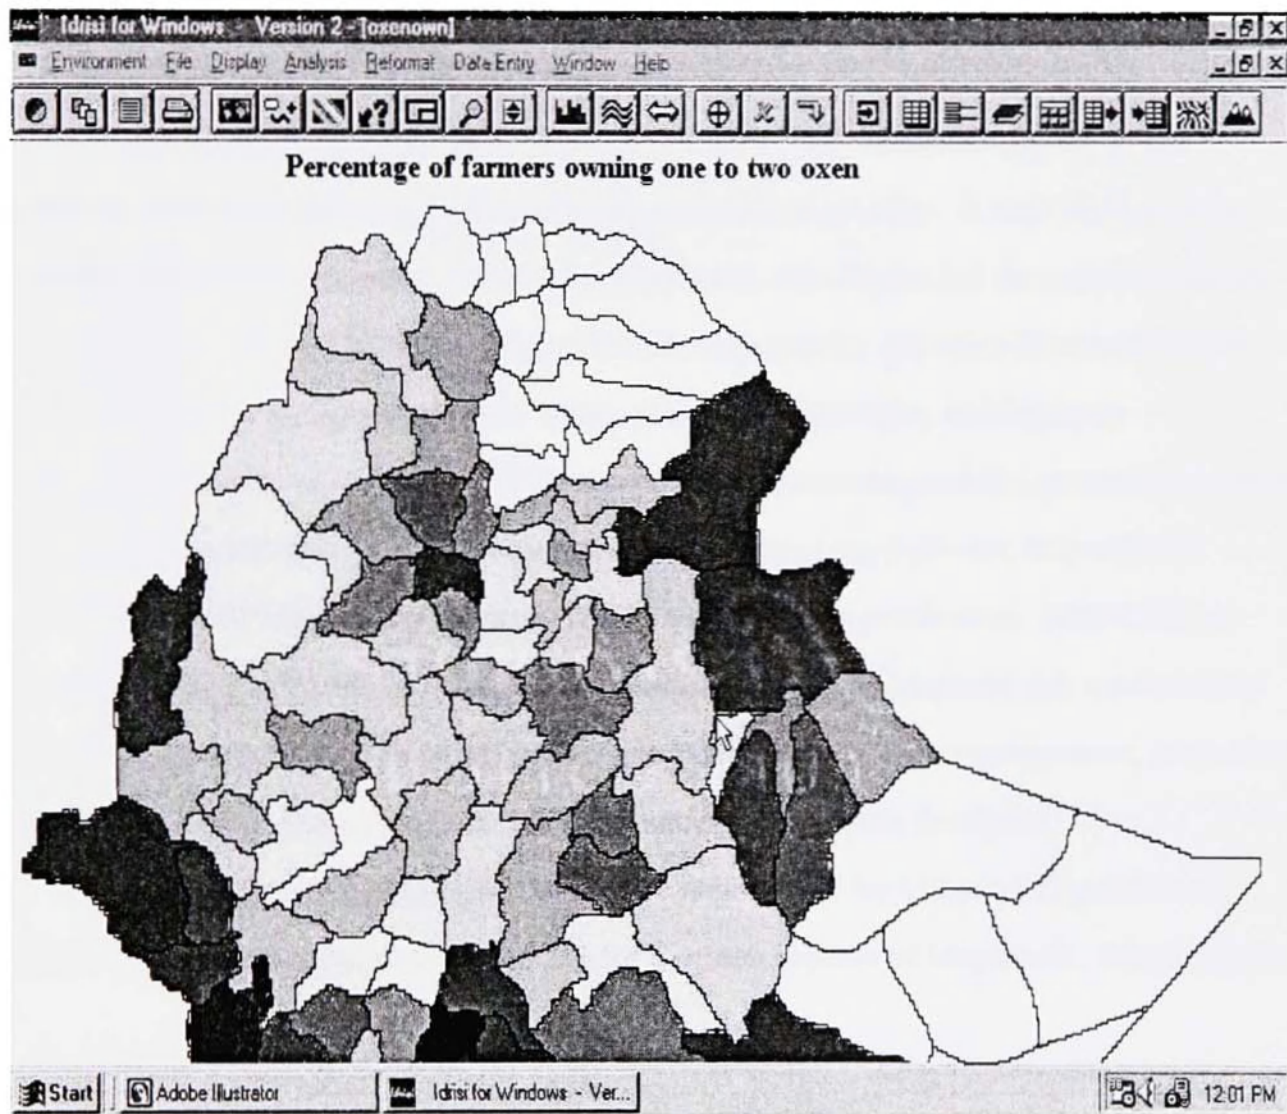 Idrisi for Windows - Version 2 - [oxenown]
Environment File Display Analysis Reformat Data Entry Window Help
Percentage of farmers owning one to two oxen
Start Adobe Illustrator Idrisi for Windows - Ver... 12:01 PM